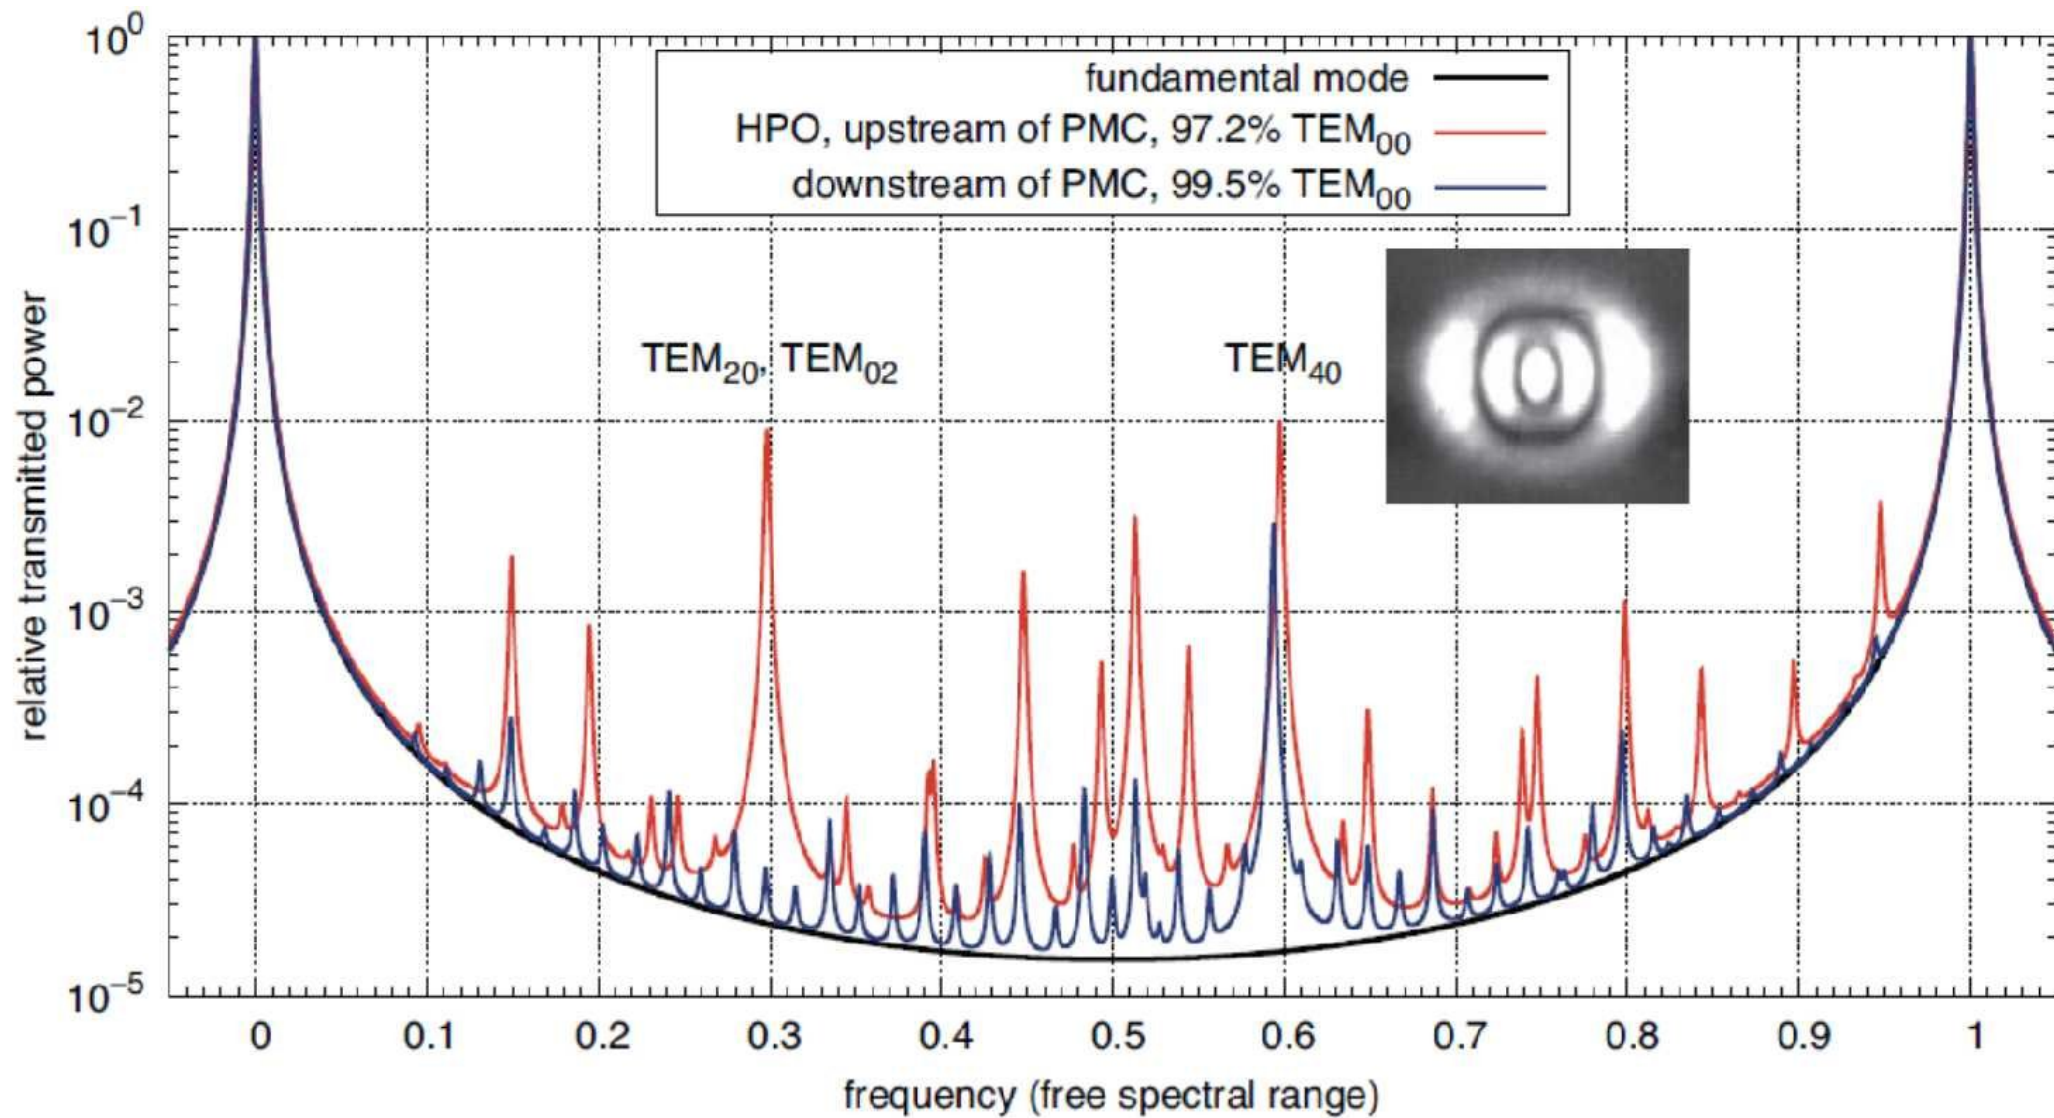 10⁰
10⁻¹
10⁻²
10⁻³
10⁻⁴
10⁻⁵
relative transmitted power
fundamental mode
HPO, upstream of PMC, 97.2% TEM₀₀
downstream of PMC, 99.5% TEM₀₀
TEM₂₀, TEM₀₂
TEM₄₀
0 0.1 0.2 0.3 0.4 0.5 0.6 0.7 0.8 0.9 1
frequency (free spectral range)